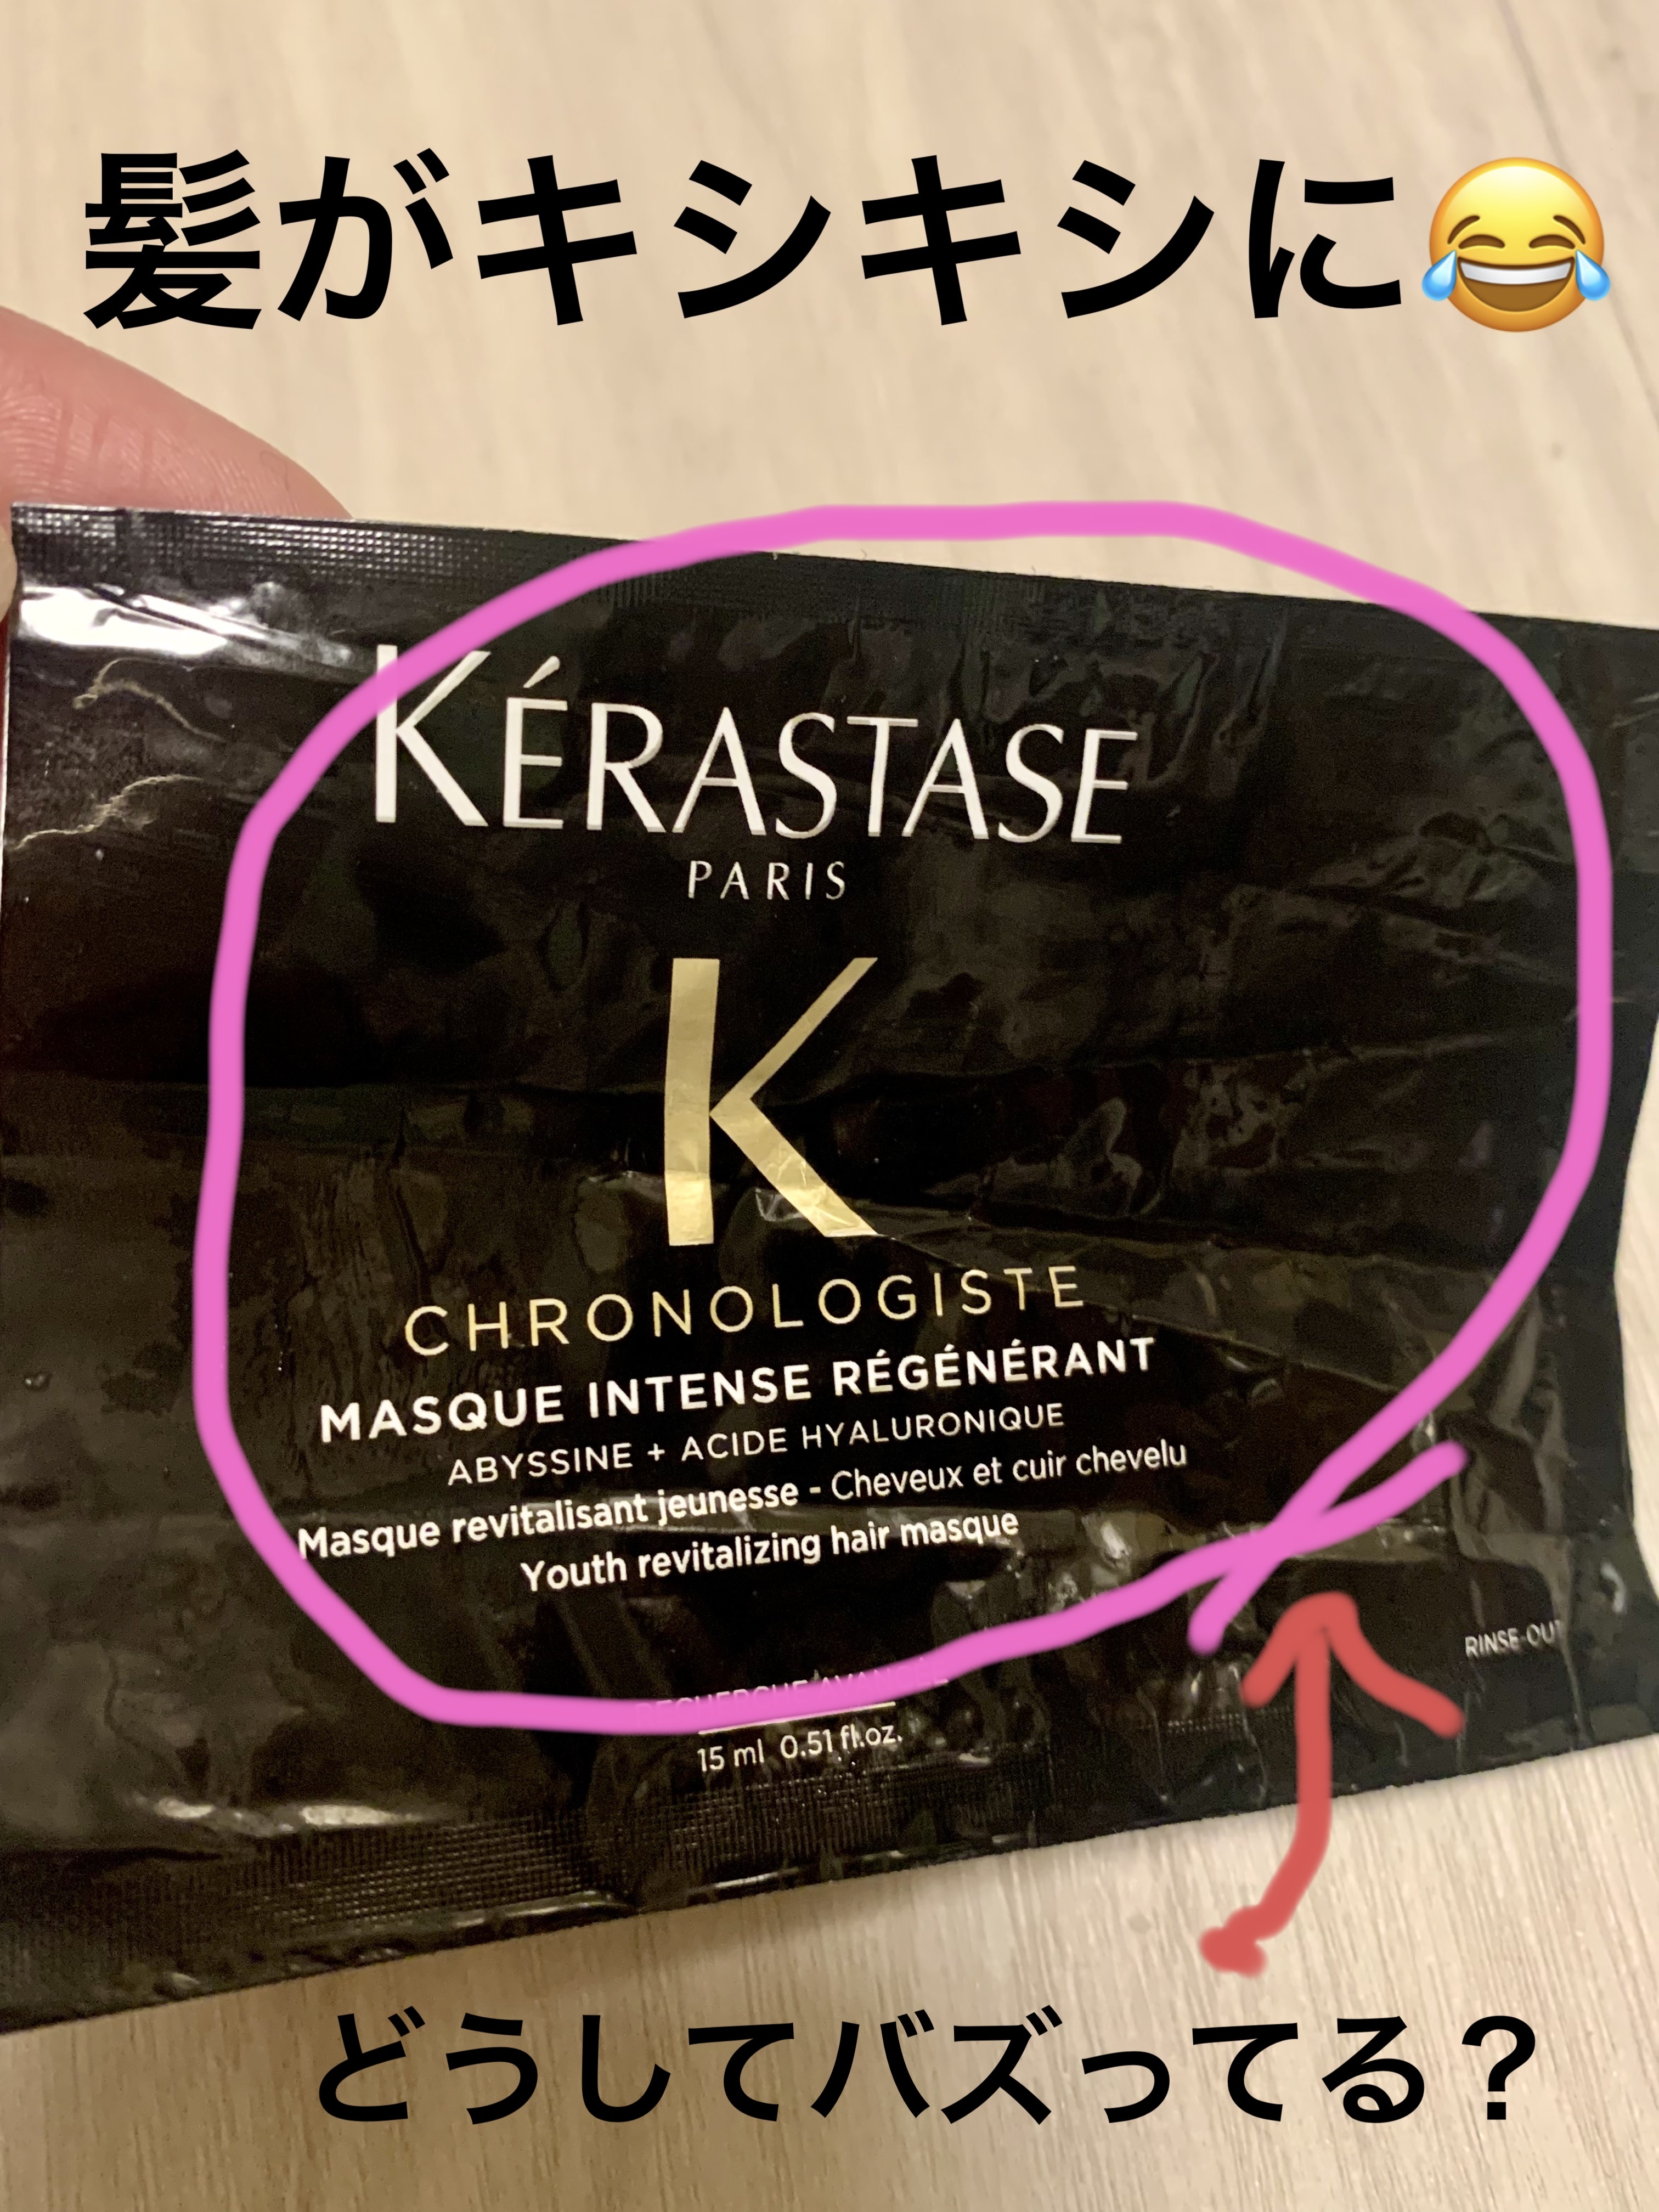 髪がキシキシに😂
KÉRASTASE
PARIS
K
CHRONOLOGISTE
MASQUE INTENSE RÉGÉNÉRANT
ABYSSINE + ACIDE HYALURONIQUE
Masque revitalisant jeunesse - Cheveux et cuir chevelu
Youth revitalizing hair masque
RINSE-OUT
RECHERCHE AVANCÉE
15 ml 0.51 fl.oz.
どうしてバズってる？